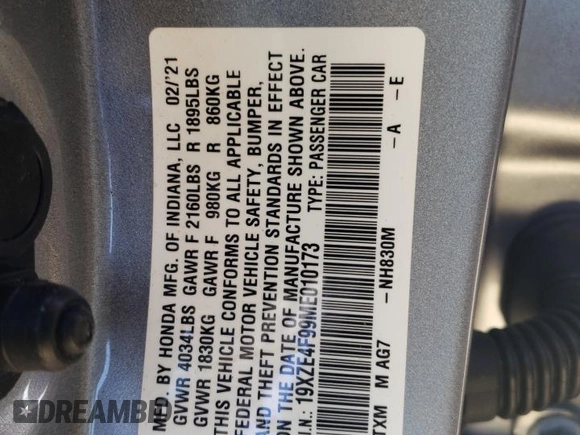 MFD. BY HONDA MFG. OF INDIANA, LLC 02/'21
GVWR 4034LBS GAWR F 2160LBS R 1895LBS
GVWR 1830KG GAWR F 980KG R 860KG
THIS VEHICLE CONFORMS TO ALL APPLICABLE
FEDERAL MOTOR VEHICLE SAFETY, BUMPER,
AND THEFT PREVENTION STANDARDS IN EFFECT
ON THE DATE OF MANUFACTURE SHOWN ABOVE.
V.I.N.: 19XZE4F99ME010173 TYPE: PASSENGER CAR
TXM M AG7 -NH830M -A -E
DREAMBID